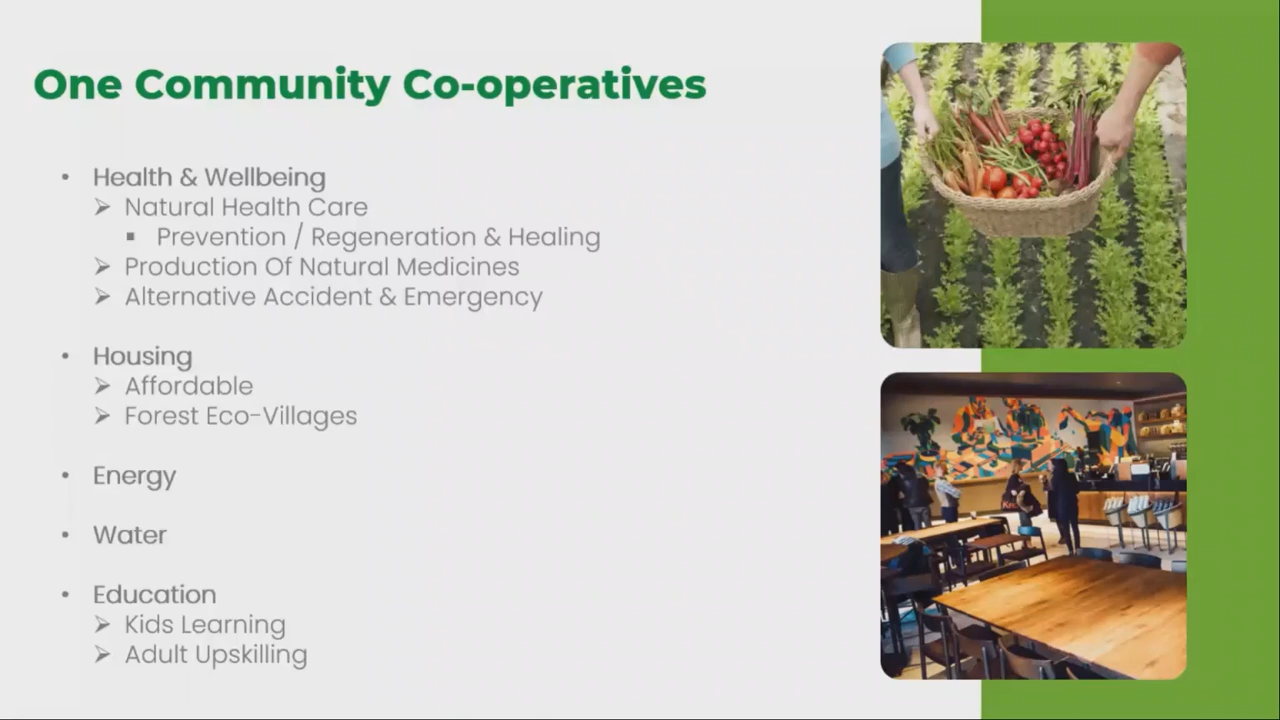 One Community Co-operatives
• Health & Wellbeing
➢ Natural Health Care
▪ Prevention / Regeneration & Healing
➢ Production Of Natural Medicines
➢ Alternative Accident & Emergency
• Housing
➢ Affordable
➢ Forest Eco-Villages
• Energy
• Water
• Education
➢ Kids Learning
➢ Adult Upskilling